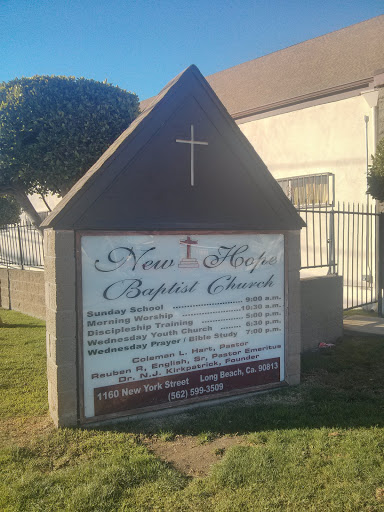 New Hope
Baptist Church
Sunday School ........................ 9:00 a.m.
Morning Worship .................. 10:30 a.m.
Discipleship Training ............... 5:00 p.m.
Wednesday Youth Church ....... 6:30 p.m.
Wednesday Prayer / Bible Study 7:00 p.m.
Coleman L. Hart, Pastor
Reuben R, English, Sr, Pastor Emeritus
Dr. N.J. Kirkpatrick, Founder
1160 New York Street Long Beach, Ca. 90813
(562) 599-3509